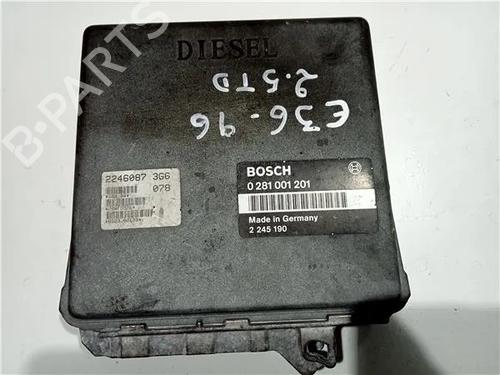 DIESEL
2.5TD
E36-96
2246087 3G6
078
BOSCH
0 281 001 201
Made in Germany
2 245 190
B-PARTS